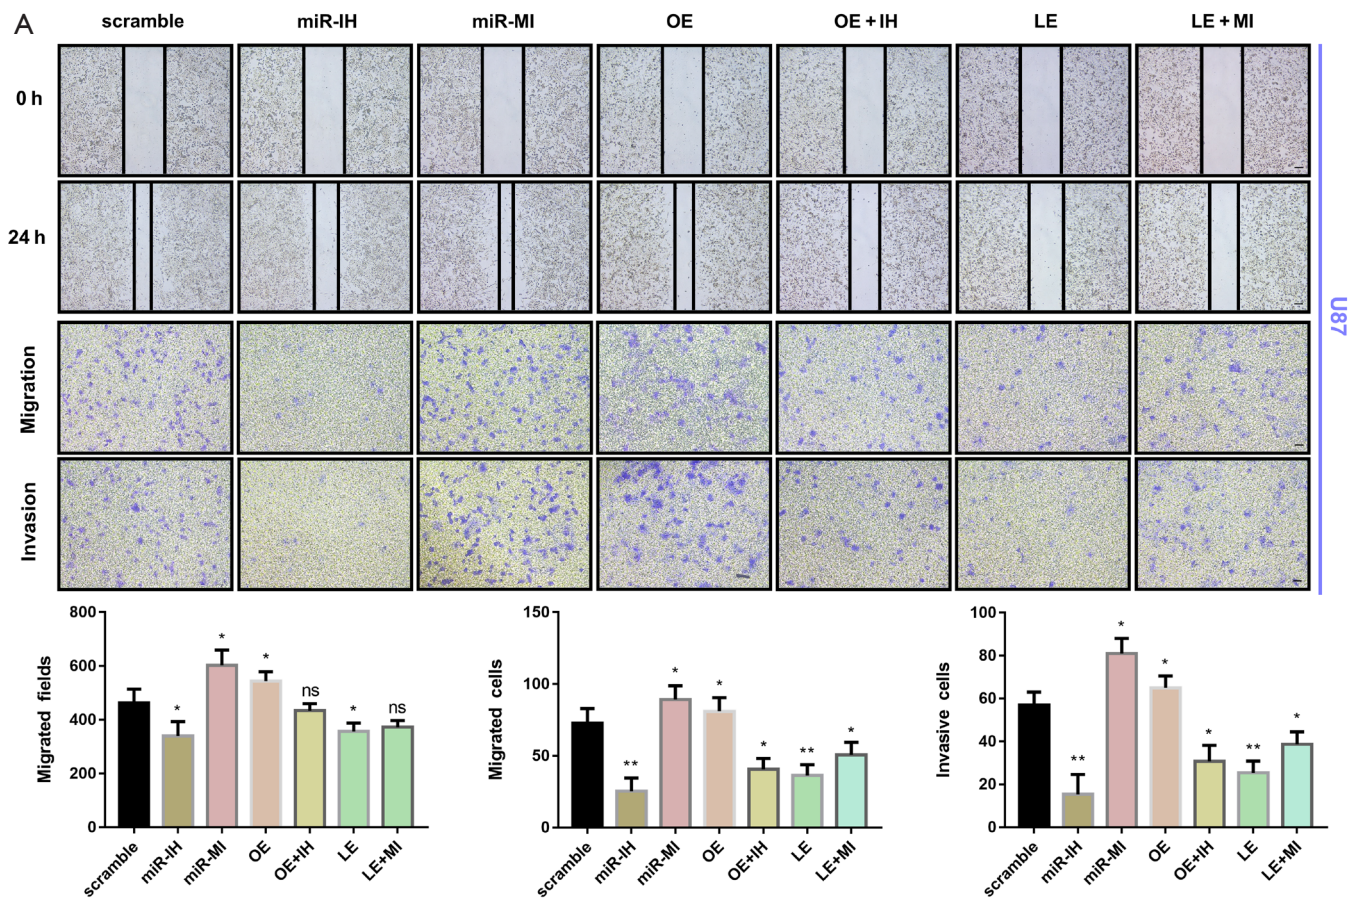 A
scramble miR-IH miR-MI OE OE + IH LE LE + MI
0 h
24 h
Migration
Invasion
U87
Migrated fields
800
600
400
200
0
* * * ns * ns
scramble miR-IH miR-MI OE OE+IH LE LE+MI
Migrated cells
150
100
50
0
** * * * ** *
scramble miR-IH miR-MI OE OE+IH LE LE+MI
Invasive cells
100
80
60
40
20
0
** * * * ** *
scramble miR-IH miR-MI OE OE+IH LE LE+MI